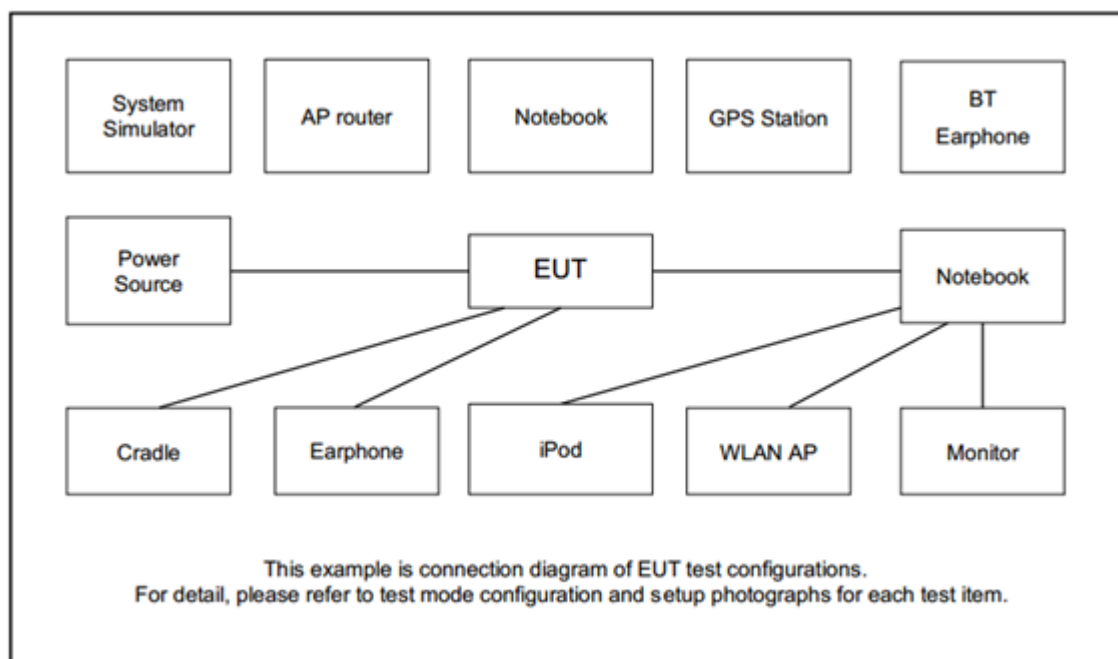 System
Simulator
AP router
Notebook
GPS Station
BT
Earphone
Power
Source
EUT
Notebook
Cradle
Earphone
iPod
WLAN AP
Monitor
This example is connection diagram of EUT test configurations.
For detail, please refer to test mode configuration and setup photographs for each test item.